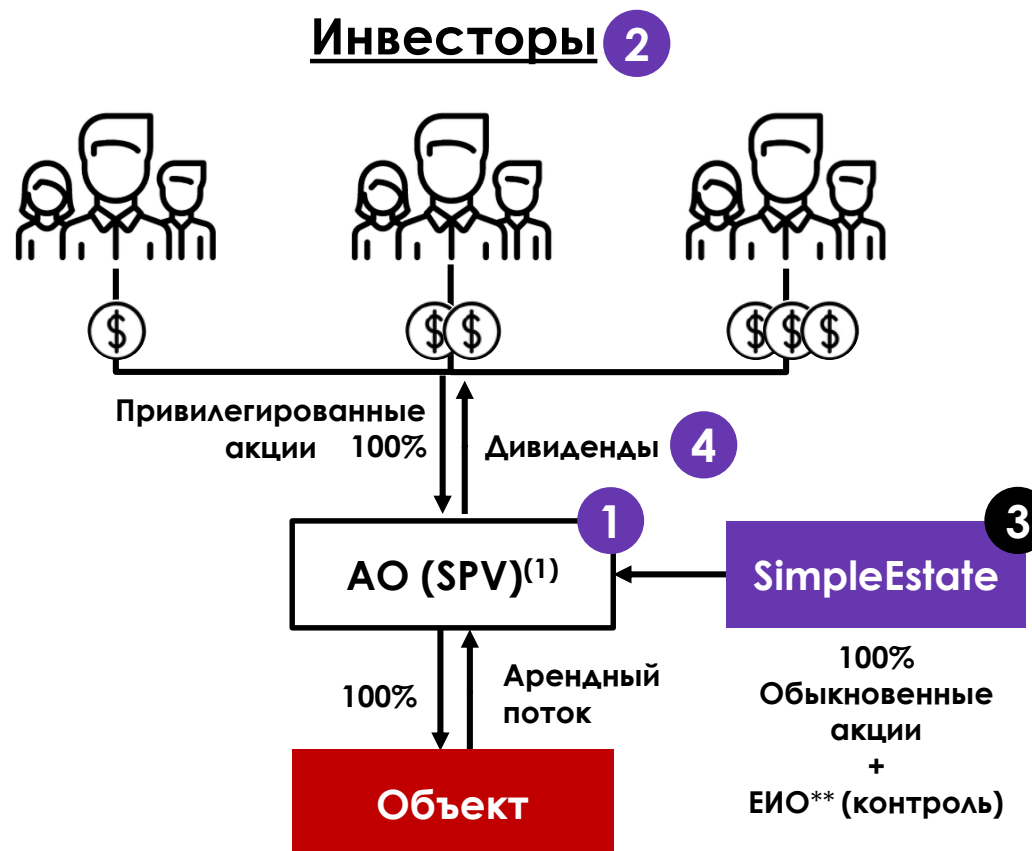 Инвесторы 2
$ $ $ $ $ $
Привилегированные
акции 100%
Дивиденды 4
1
АО (SPV)(1)
3
SimpleEstate
100%
Арендный
поток
100%
Обыкновенные
акции
+
ЕИО** (контроль)
Объект